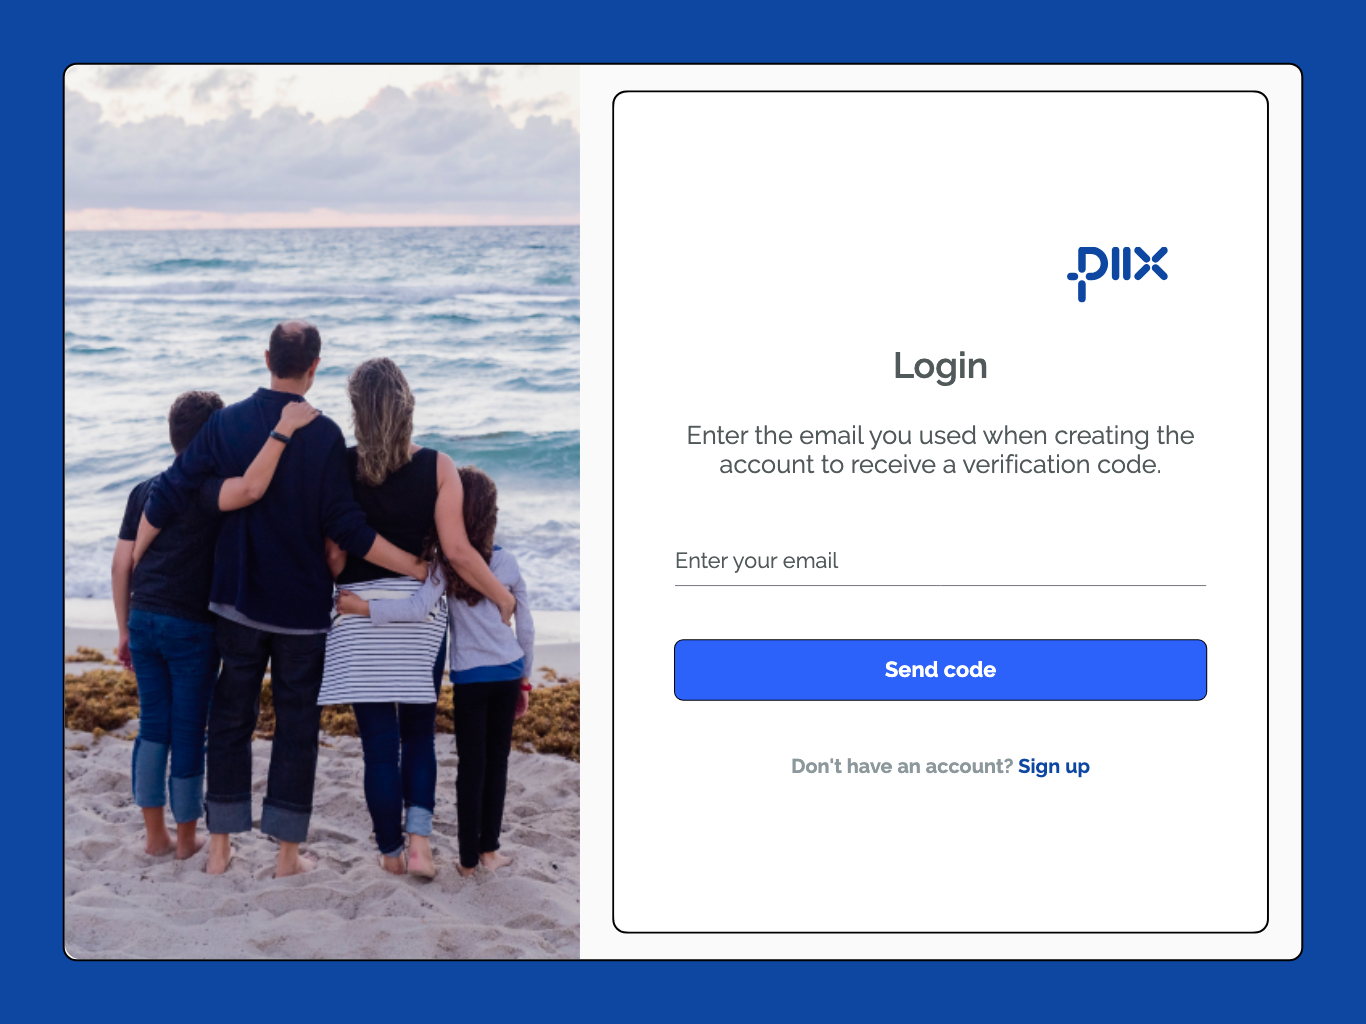 piix
Login
Enter the email you used when creating the
account to receive a verification code.
Enter your email
Send code
Don't have an account? Sign up